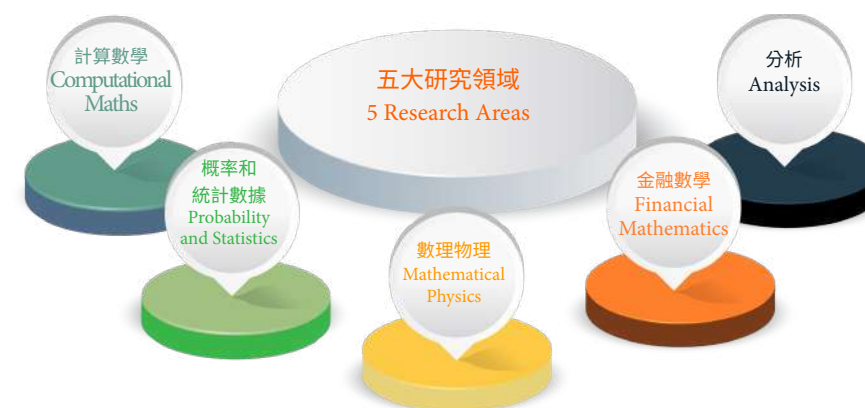 五大研究領域
5 Research Areas
計算數學
Computational
Maths
概率和
統計數據
Probability
and Statistics
數理物理
Mathematical
Physics
金融數學
Financial
Mathematics
分析
Analysis